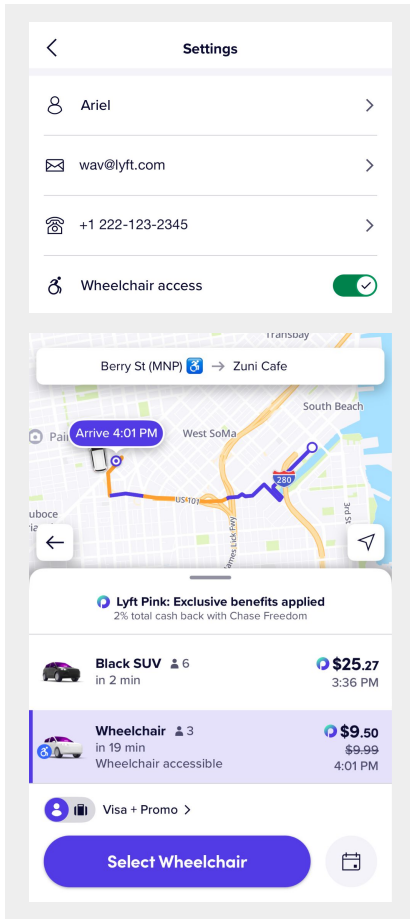 Settings
Ariel
wav@lyft.com
+1 222-123-2345
Wheelchair access
Transbay
Berry St (MNP) ♿ → Zuni Cafe
South Beach
Arrive 4:01 PM
West SoMa
280
US-101
uboce
3rd St
James Lick Fwy
Lyft Pink: Exclusive benefits applied
2% total cash back with Chase Freedom
Black SUV 6
$25.27
in 2 min
3:36 PM
Wheelchair 3
$9.50
in 19 min
$9.99
Wheelchair accessible
4:01 PM
Visa + Promo >
Select Wheelchair